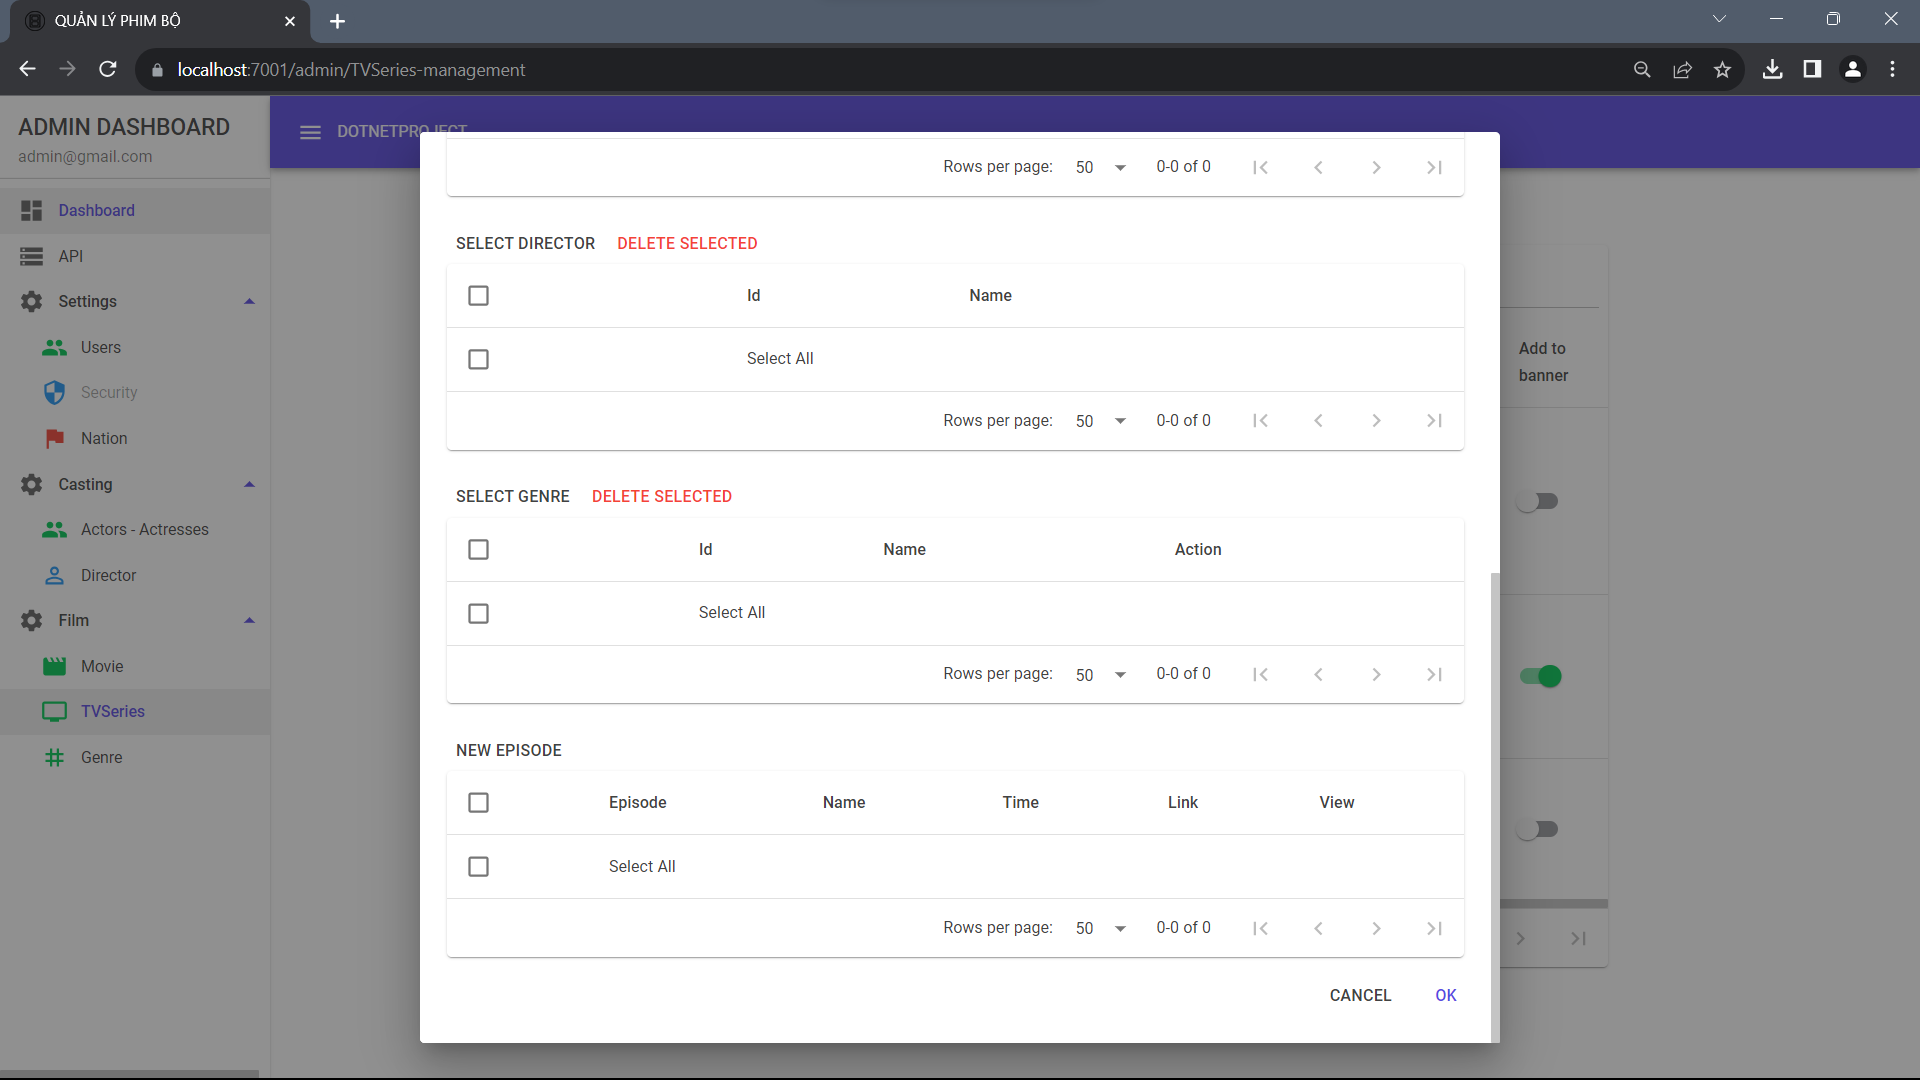 QUẢN LÝ PHIM BỘ
localhost:7001/admin/TVSeries-management
ADMIN DASHBOARD
admin@gmail.com
Dashboard
API
Settings
Users
Security
Nation
Casting
Actors - Actresses
Director
Film
Movie
TVSeries
Genre
DOTNETPROJECT
Rows per page: 50 0-0 of 0
SELECT DIRECTOR DELETE SELECTED
Id Name
Select All
Rows per page: 50 0-0 of 0
SELECT GENRE DELETE SELECTED
Id Name Action
Select All
Rows per page: 50 0-0 of 0
NEW EPISODE
Episode Name Time Link View
Select All
Rows per page: 50 0-0 of 0
CANCEL OK
Add to
banner